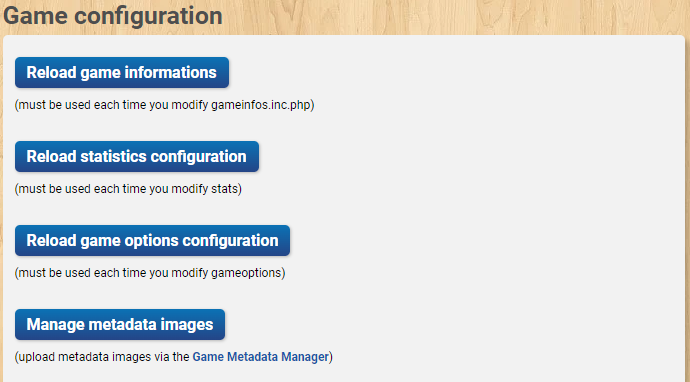 Game configuration
Reload game informations
(must be used each time you modify gameinfos.inc.php)
Reload statistics configuration
(must be used each time you modify stats)
Reload game options configuration
(must be used each time you modify gameoptions)
Manage metadata images
(upload metadata images via the Game Metadata Manager)